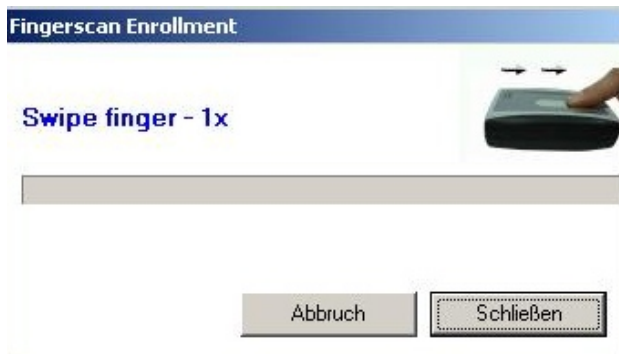 Fingerscan Enrollment
Swipe finger - 1x
Abbruch
Schließen